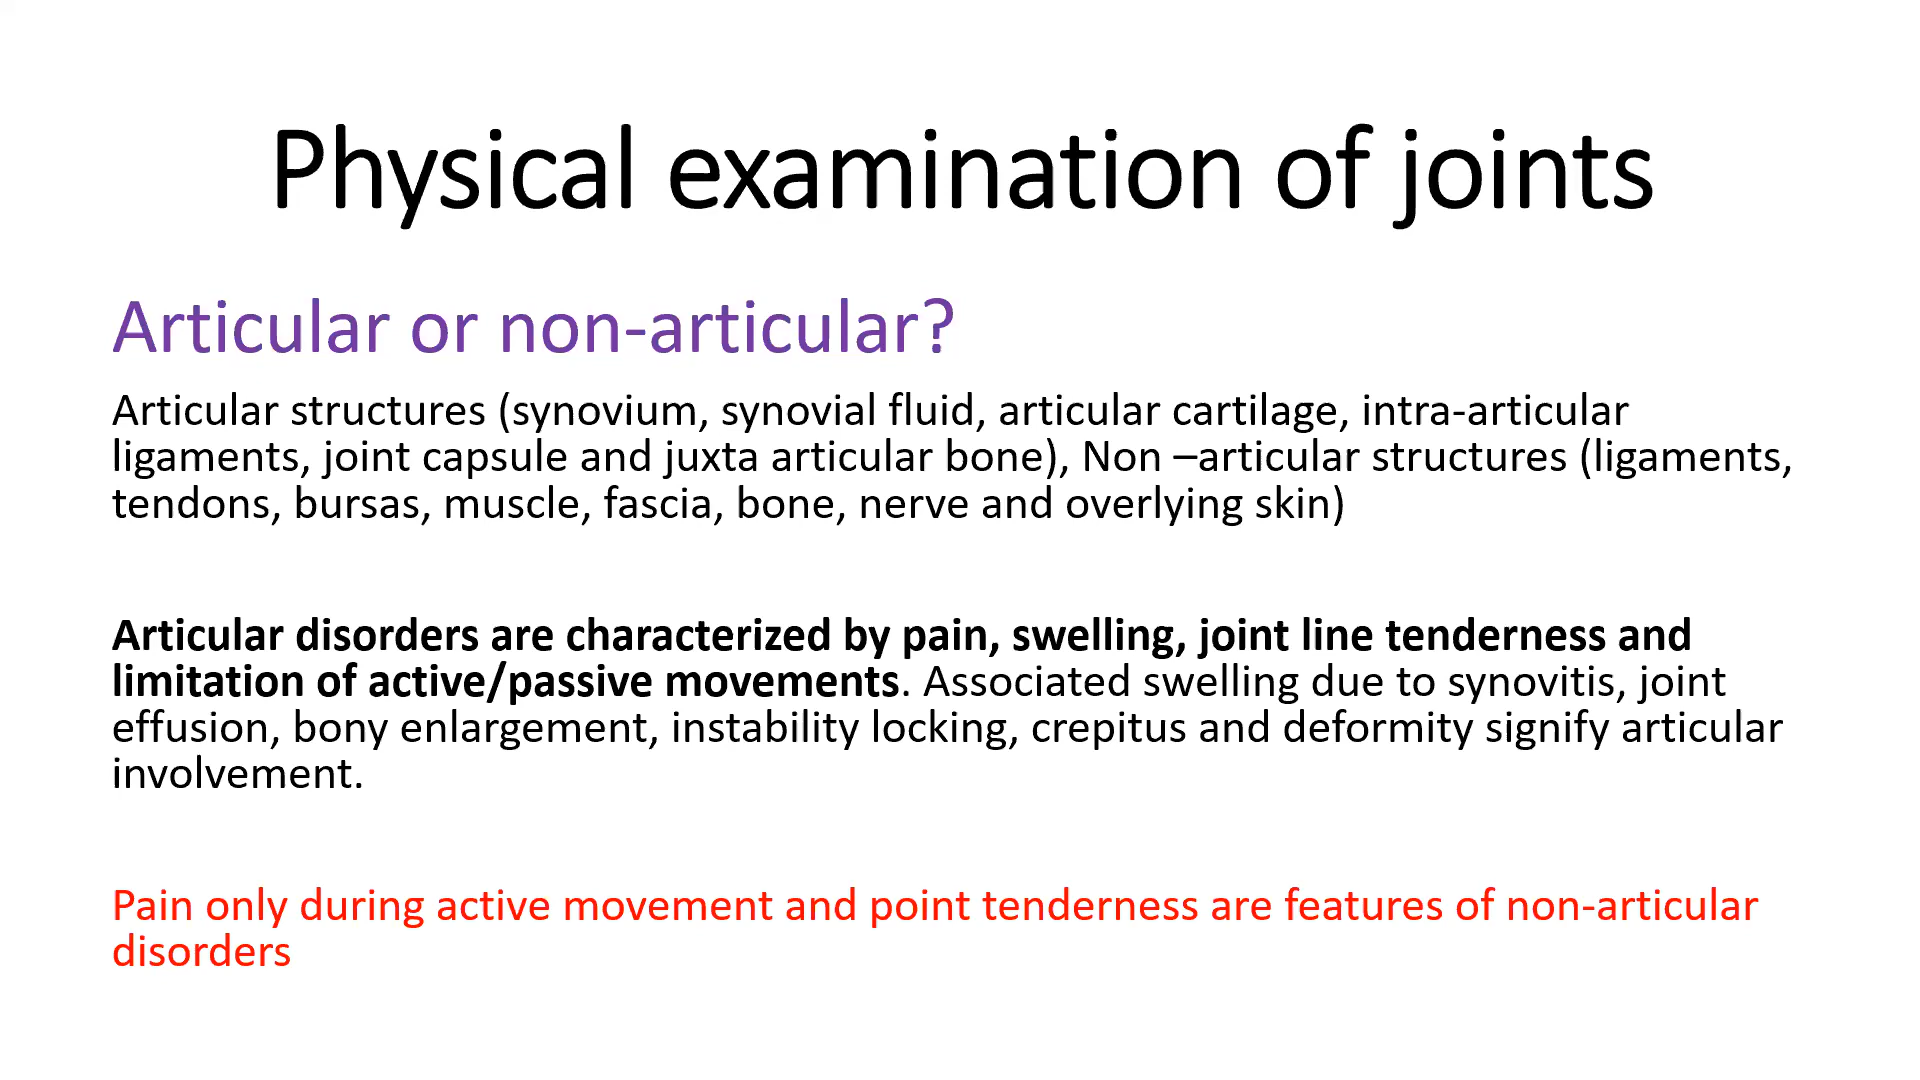 Physical examination of joints
Articular or non-articular?
Articular structures (synovium, synovial fluid, articular cartilage, intra-articular
ligaments, joint capsule and juxta articular bone), Non –articular structures (ligaments,
tendons, bursas, muscle, fascia, bone, nerve and overlying skin)
Articular disorders are characterized by pain, swelling, joint line tenderness and
limitation of active/passive movements. Associated swelling due to synovitis, joint
effusion, bony enlargement, instability locking, crepitus and deformity signify articular
involvement.
Pain only during active movement and point tenderness are features of non-articular
disorders